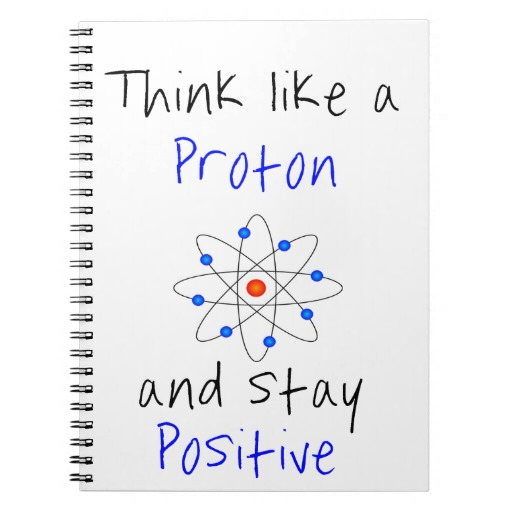 Think like a
Proton
and stay
Positive